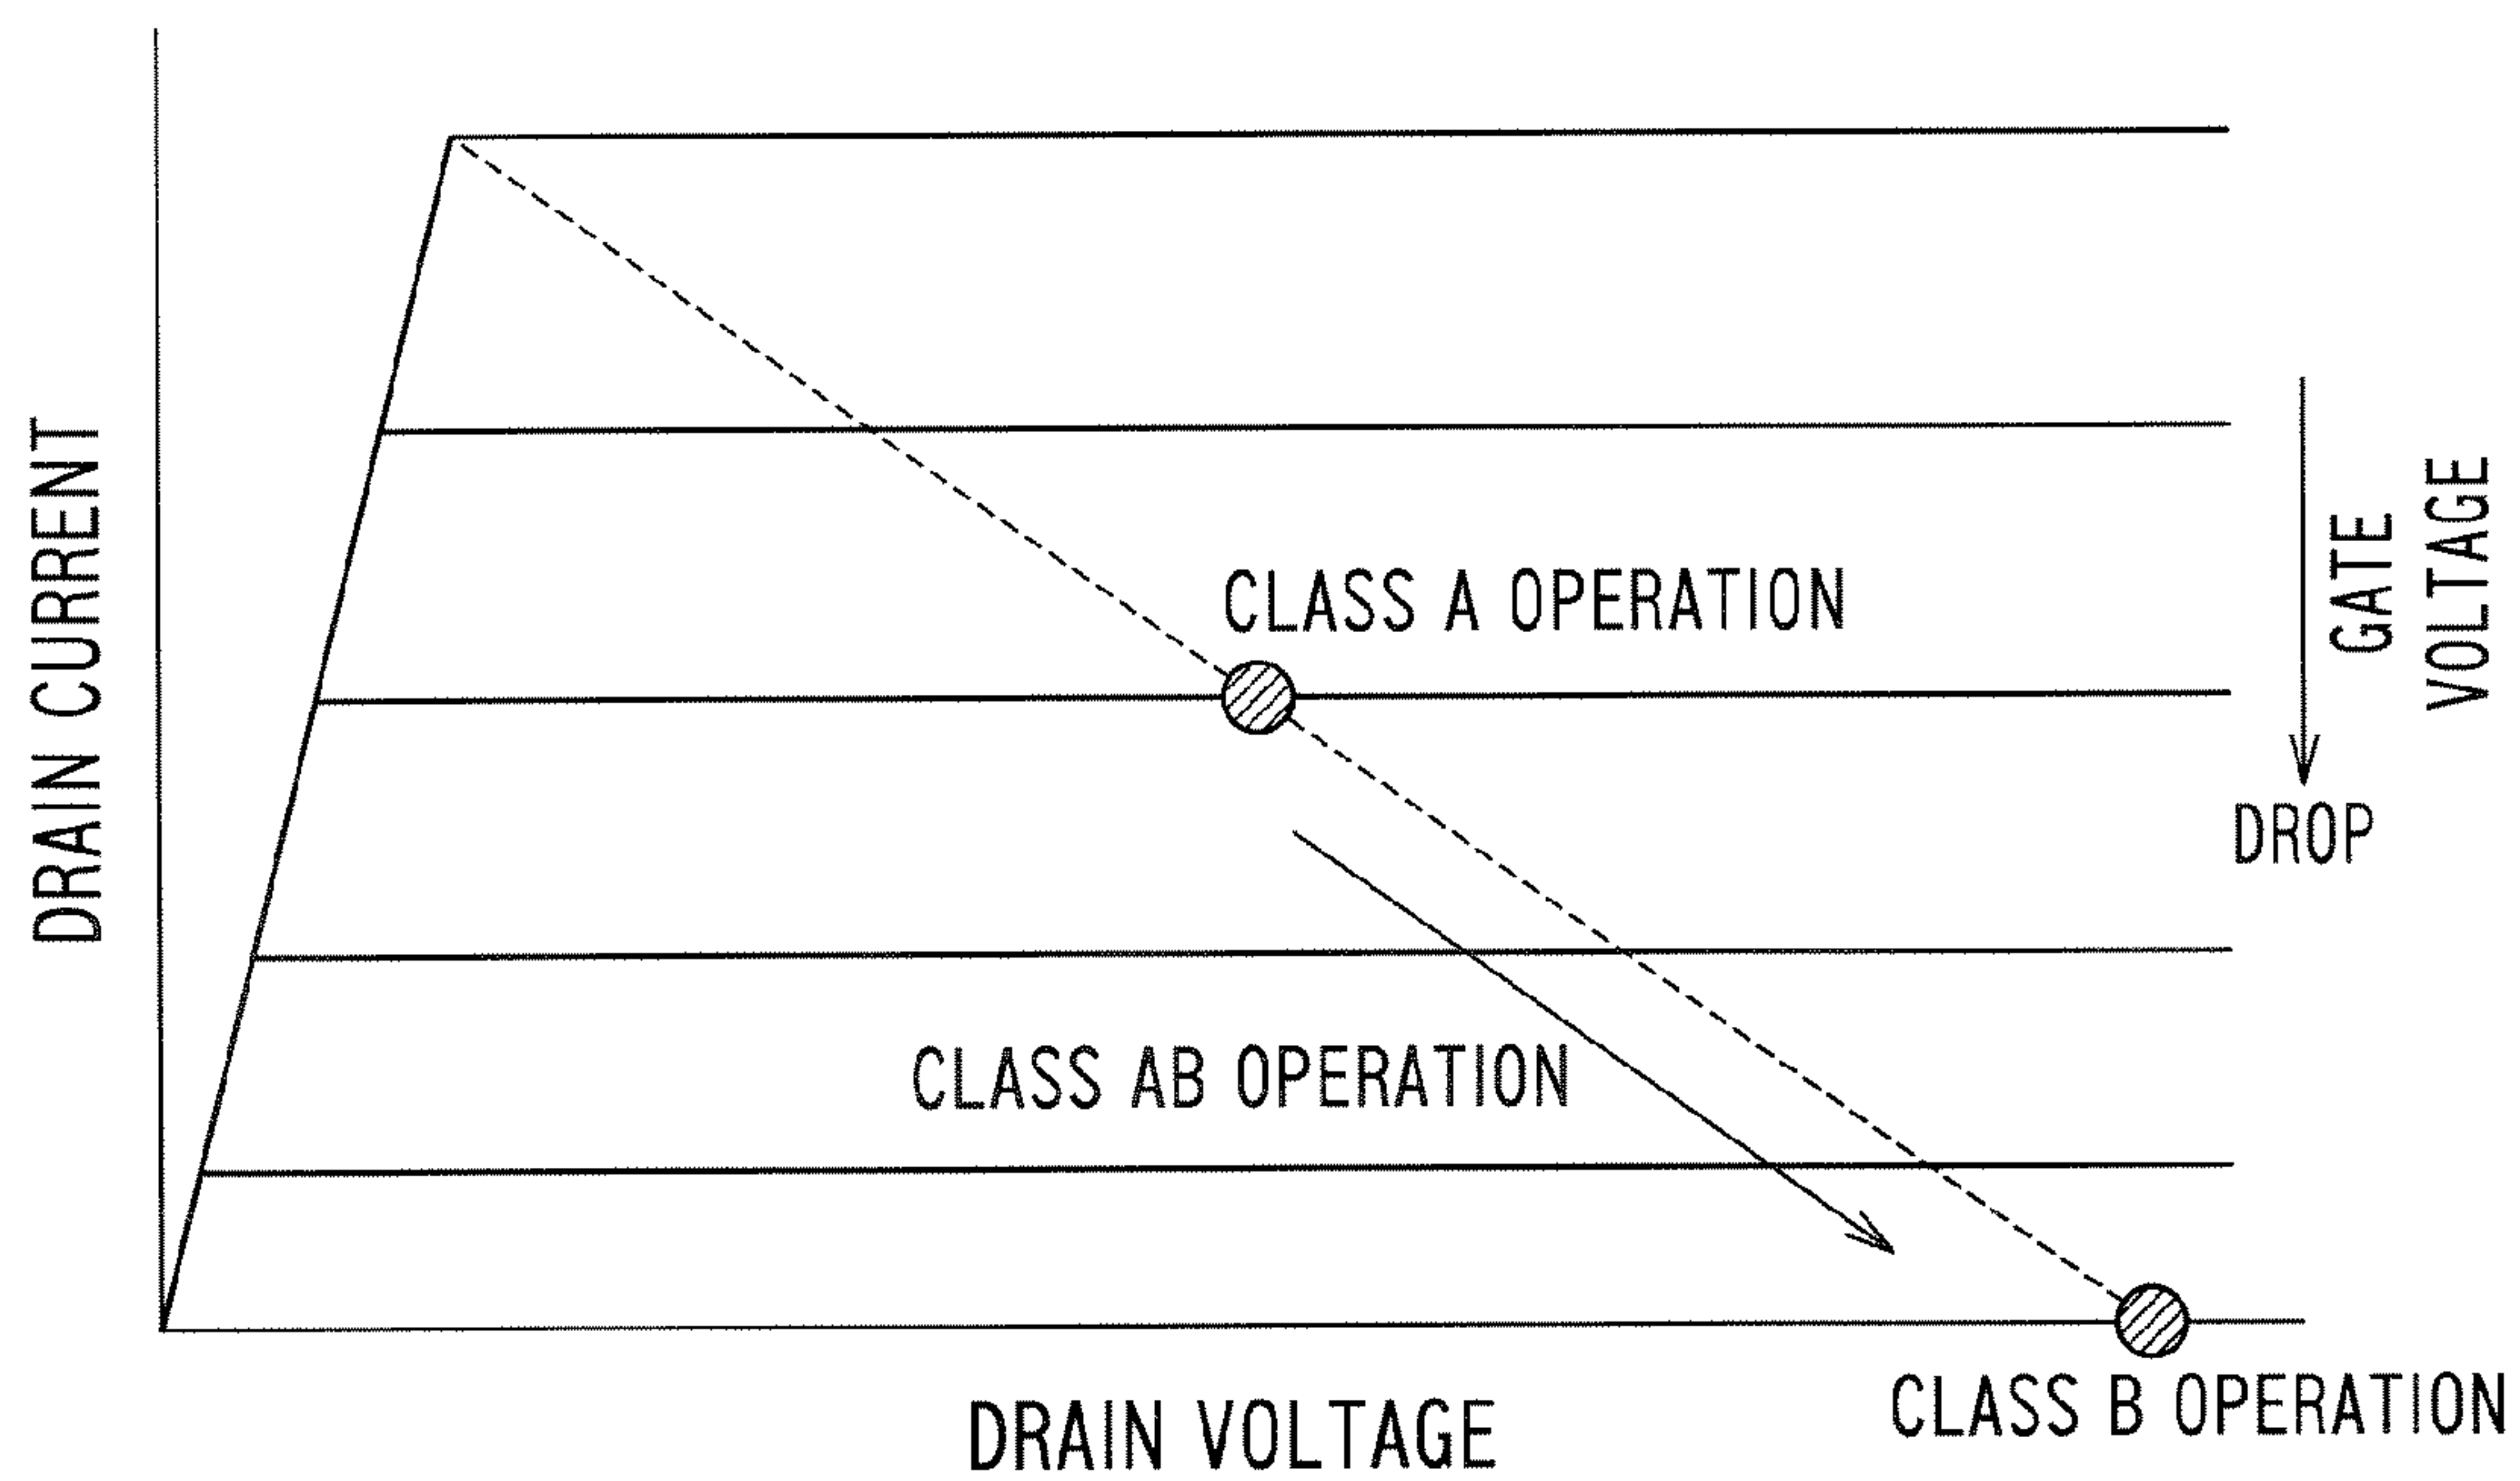 DRAIN CURRENT
CLASS A OPERATION
GATE
VOLTAGE
DROP
CLASS AB OPERATION
CLASS B OPERATION
DRAIN VOLTAGE